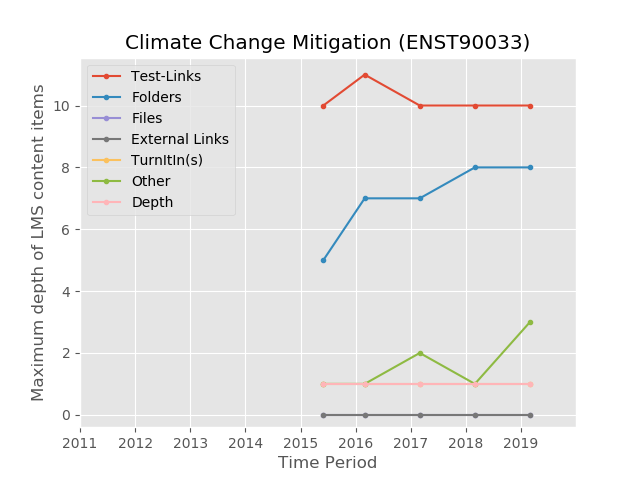 Climate Change Mitigation (ENST90033)
Test-Links
Folders
Files
External Links
TurnItIn(s)
Other
Depth
Maximum depth of LMS content items
10
8
6
4
2
0
2011 2012 2013 2014 2015 2016 2017 2018 2019
Time Period